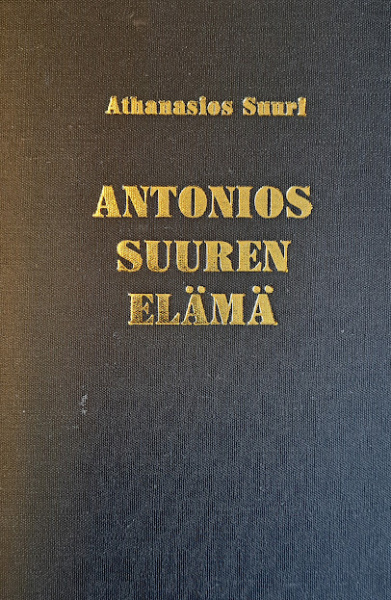 Athanasios Suuri
ANTONIOS
SUUREN
ELÄMÄ